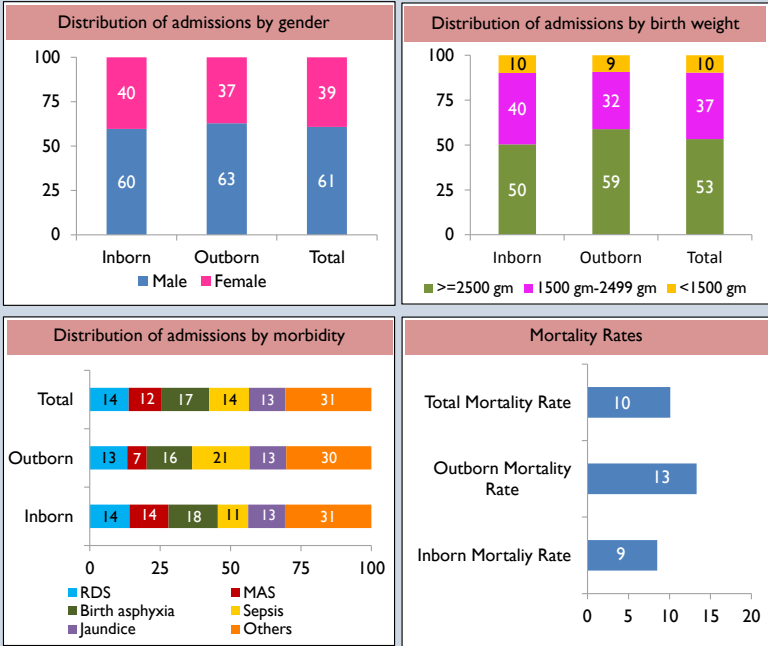 Distribution of admissions by gender
100
75
50
25
0
40 37 39
60 63 61
Inborn Outborn Total
Male Female
Distribution of admissions by birth weight
100
75
50
25
0
10 9 10
40 32 37
50 59 53
Inborn Outborn Total
>=2500 gm 1500 gm-2499 gm <1500 gm
Distribution of admissions by morbidity
Total 14 12 17 14 13 31
Outborn 13 7 16 21 13 30
Inborn 14 14 18 11 13 31
0 25 50 75 100
RDS MAS
Birth asphyxia Sepsis
Jaundice Others
Mortality Rates
Total Mortality Rate 10
Outborn Mortality
Rate 13
Inborn Mortaliy Rate 9
0 5 10 15 20